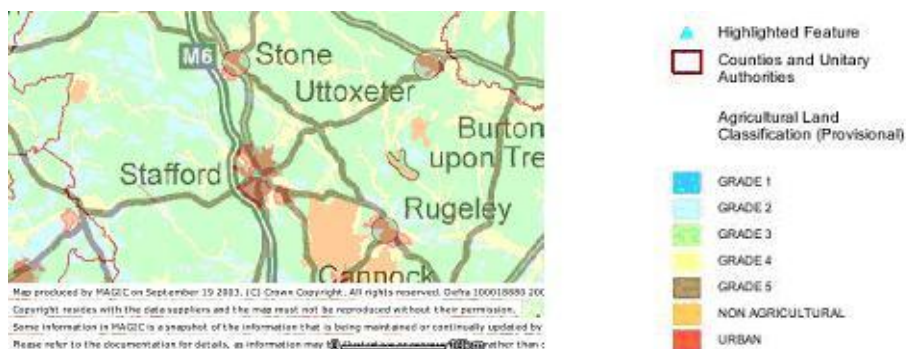 M6
Stone
Uttoxeter
Burton
upon Tre
Stafford
Rugeley
Cannock
Map produced by MAGIC on September 19 2003. (C) Crown Copyright. All rights reserved. Defra 100018880 200
Copyright resides with the data suppliers and the map must not be reproduced without their permission.
Some information in MAGIC is a snapshot of the information that is being maintained or continually updated by
Please refer to the documentation for details, as information may rather than
Highlighted Feature
Counties and Unitary
Authorities
Agricultural Land
Classification (Provisional)
GRADE 1
GRADE 2
GRADE 3
GRADE 4
GRADE 5
NON AGRICULTURAL
URBAN